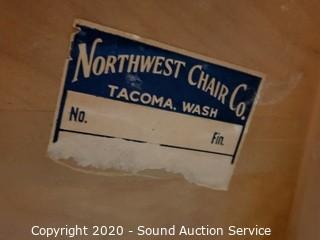 NORTHWEST CHAIR CO.
TACOMA, WASH
No.
Fin.
Copyright 2020 - Sound Auction Service